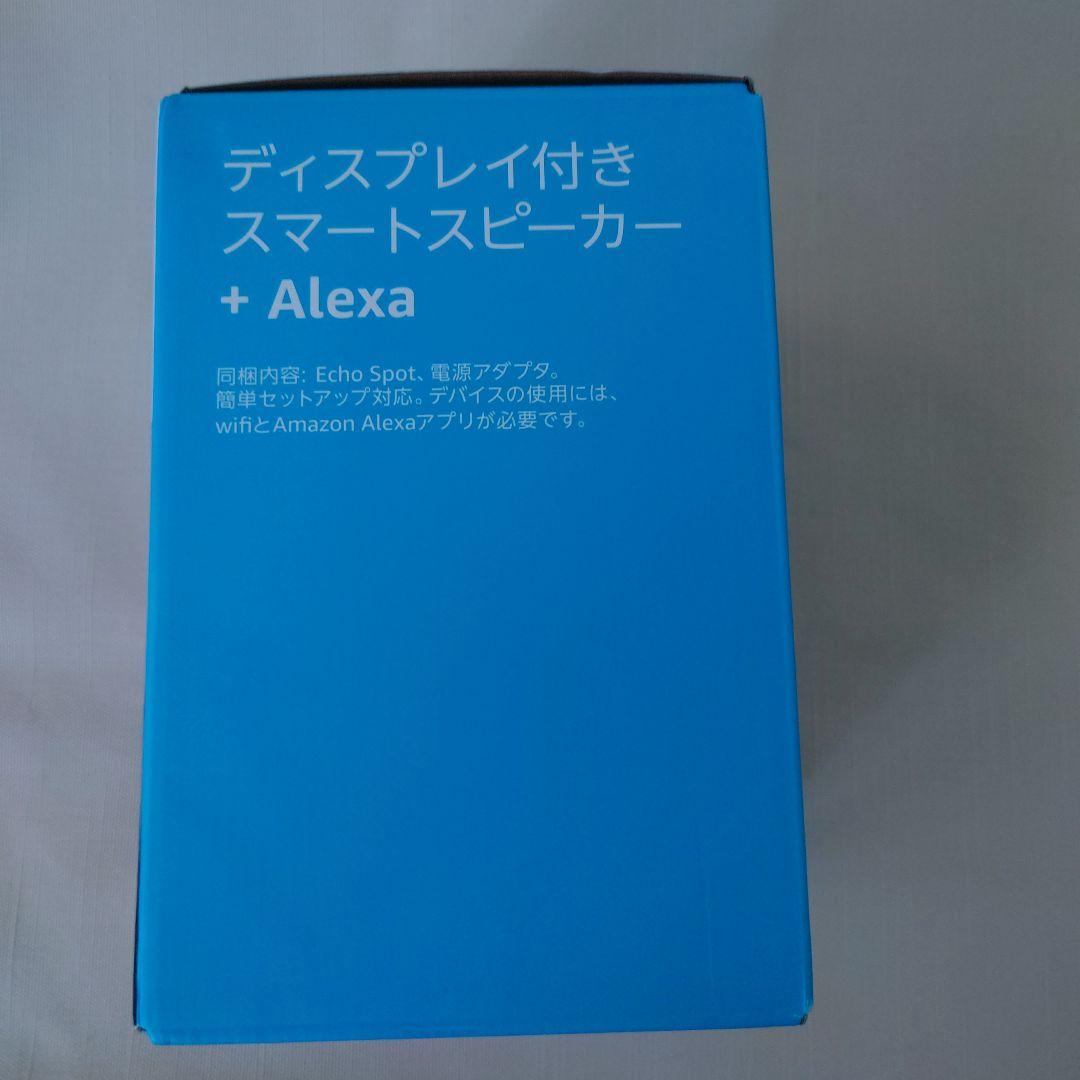 ディスプレイ付き
スマートスピーカー
+ Alexa
同梱内容: Echo Spot、電源アダプタ。
簡単セットアップ対応。デバイスの使用には、
wifiとAmazon Alexaアプリが必要です。